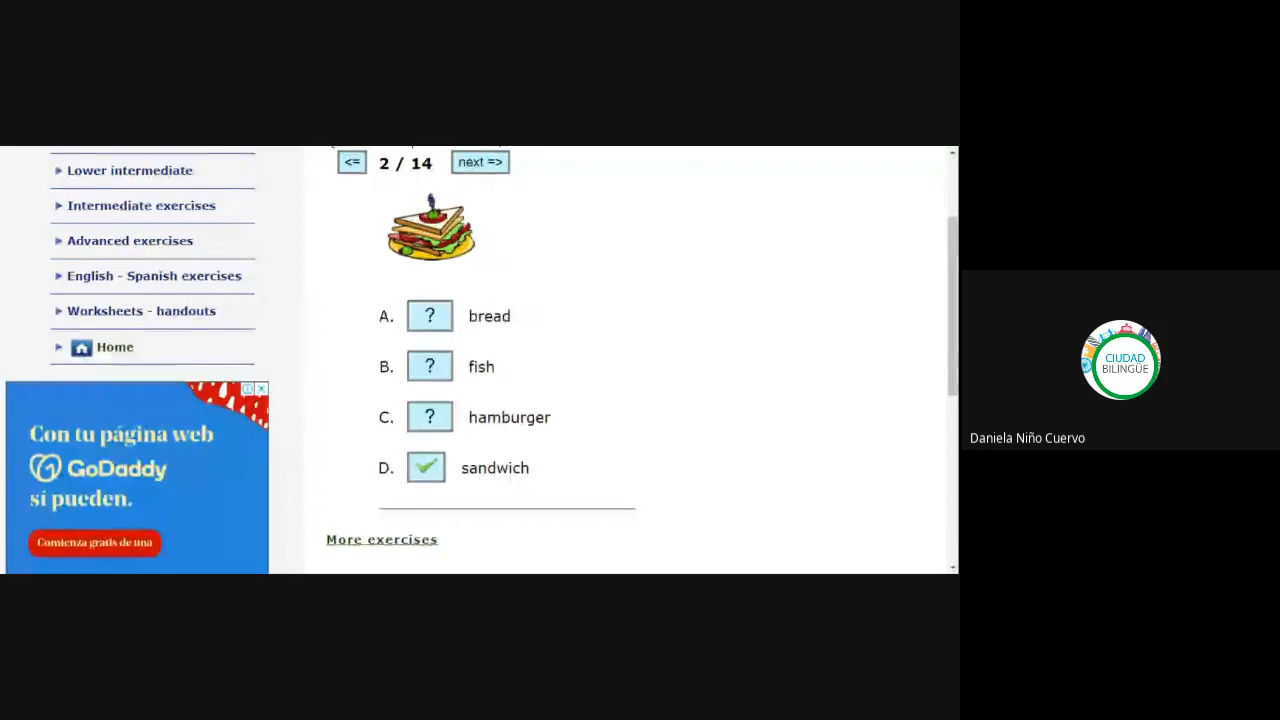 <= 2 / 14 next =>
► Lower intermediate
► Intermediate exercises
► Advanced exercises
► English - Spanish exercises
► Worksheets - handouts
► Home
A. ? bread
B. ? fish
C. ? hamburger
D. ✓ sandwich
More exercises
Con tu página web
GoDaddy
sí pueden.
Comienza gratis de una
CIUDAD
BILINGÜE
Daniela Niño Cuervo